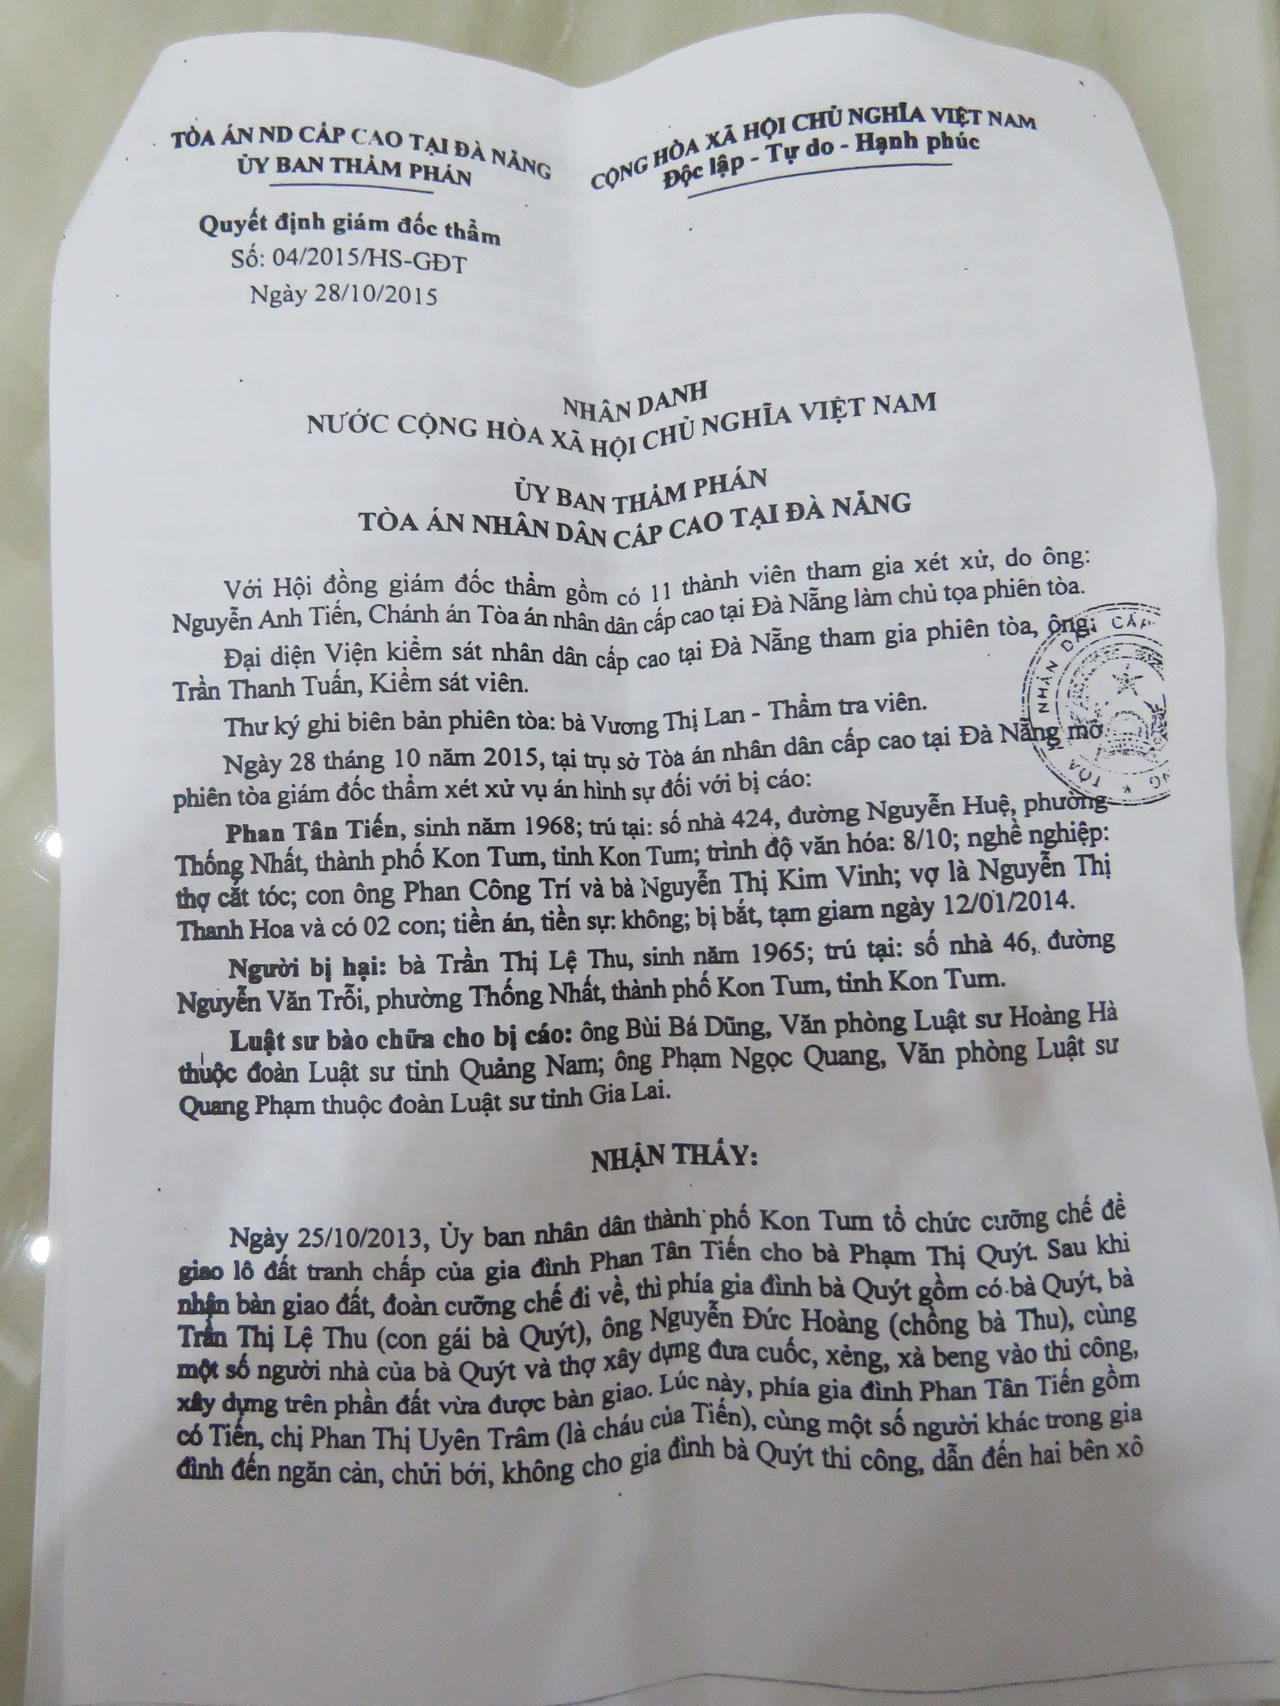 TÒA ÁN ND CẤP CAO TẠI ĐÀ NẴNG
ỦY BAN THẨM PHÁN
CỘNG HÒA XÃ HỘI CHỦ NGHĨA VIỆT NAM
Độc lập - Tự do - Hạnh phúc
Quyết định giám đốc thẩm
Số: 04/2015/HS-GĐT
Ngày 28/10/2015
NHÂN DANH
NƯỚC CỘNG HÒA XÃ HỘI CHỦ NGHĨA VIỆT NAM
ỦY BAN THẨM PHÁN
TÒA ÁN NHÂN DÂN CẤP CAO TẠI ĐÀ NẴNG
Với Hội đồng giám đốc thẩm gồm có 11 thành viên tham gia xét xử, do ông:
Nguyễn Anh Tiến, Chánh án Tòa án nhân dân cấp cao tại Đà Nẵng làm chủ tọa phiên tòa.
Đại diện Viện kiểm sát nhân dân cấp cao tại Đà Nẵng tham gia phiên tòa, ông:
Trần Thanh Tuấn, Kiểm sát viên.
Thư ký ghi biên bản phiên tòa: bà Vương Thị Lan - Thẩm tra viên.
Ngày 28 tháng 10 năm 2015, tại trụ sở Tòa án nhân dân cấp cao tại Đà Nẵng mở
phiên tòa giám đốc thẩm xét xử vụ án hình sự đối với bị cáo:
Phan Tân Tiến, sinh năm 1968; trú tại: số nhà 424, đường Nguyễn Huệ, phường
Thống Nhất, thành phố Kon Tum, tỉnh Kon Tum; trình độ văn hóa: 8/10; nghề nghiệp:
thợ cắt tóc; con ông Phan Công Trí và bà Nguyễn Thị Kim Vinh; vợ là Nguyễn Thị
Thanh Hoa và có 02 con; tiền án, tiền sự: không; bị bắt, tạm giam ngày 12/01/2014.
Người bị hại: bà Trần Thị Lệ Thu, sinh năm 1965; trú tại: số nhà 46, đường
Nguyễn Văn Trỗi, phường Thống Nhất, thành phố Kon Tum, tỉnh Kon Tum.
Luật sư bào chữa cho bị cáo: ông Bùi Bá Dũng, Văn phòng Luật sư Hoàng Hà
thuộc đoàn Luật sư tỉnh Quảng Nam; ông Phạm Ngọc Quang, Văn phòng Luật sư
Quang Phạm thuộc đoàn Luật sư tỉnh Gia Lai.
NHẬN THẤY:
Ngày 25/10/2013, Ủy ban nhân dân thành phố Kon Tum tổ chức cưỡng chế để
giao lô đất tranh chấp của gia đình Phan Tân Tiến cho bà Phạm Thị Quýt. Sau khi
nhận bàn giao đất, đoàn cưỡng chế đi về, thì phía gia đình bà Quýt gồm có bà Quýt, bà
Trần Thị Lệ Thu (con gái bà Quýt), ông Nguyễn Đức Hoàng (chồng bà Thu), cùng
một số người nhà của bà Quýt và thợ xây dựng đưa cuốc, xẻng, xà beng vào thi công,
xây dựng trên phần đất vừa được bàn giao. Lúc này, phía gia đình Phan Tân Tiến gồm
có Tiến, chị Phan Thị Uyên Trâm (là cháu của Tiến), cùng một số người khác trong gia
đình đến ngăn cản, chửi bới, không cho gia đình bà Quýt thi công, dẫn đến hai bên xô